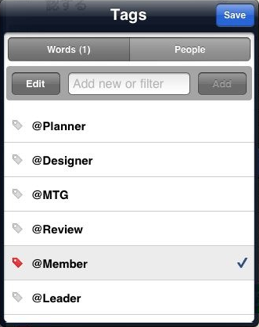 Tags
Save
Words (1)
People
Edit
Add new or filter
Add
@Planner
@Designer
@MTG
@Review
@Member
@Leader